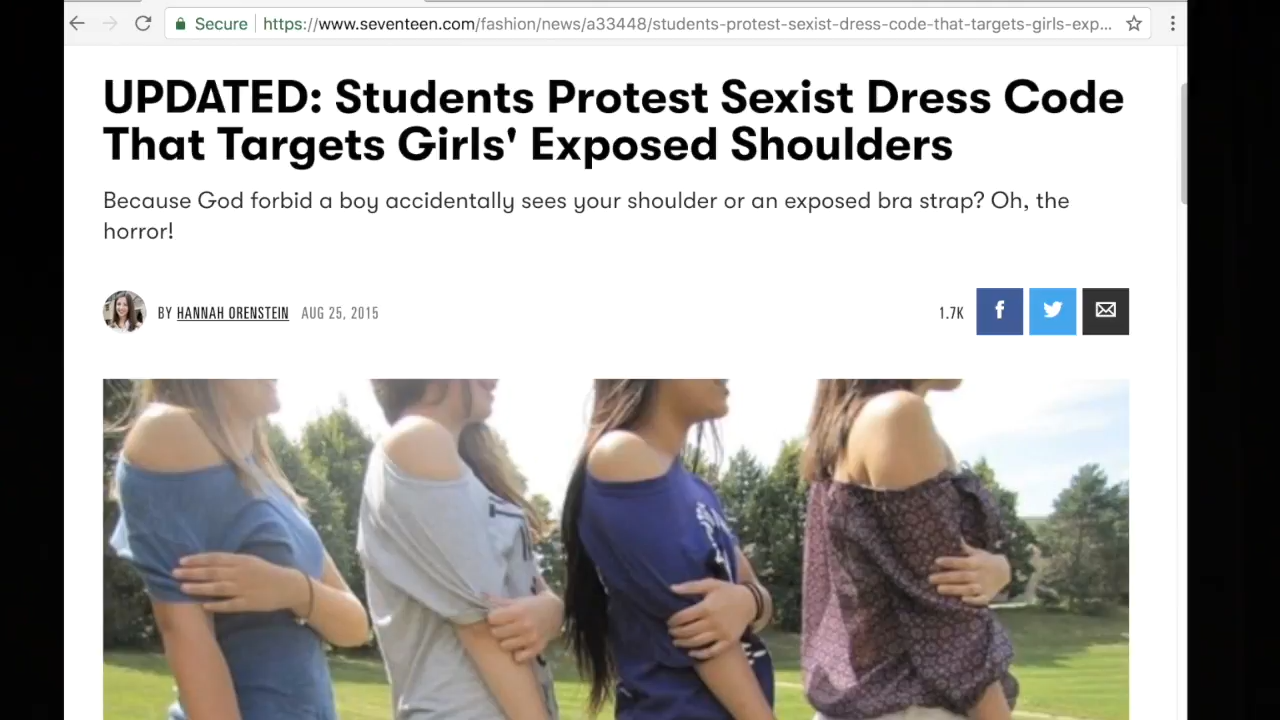 Secure https://www.seventeen.com/fashion/news/a33448/students-protest-sexist-dress-code-that-targets-girls-exp...
UPDATED: Students Protest Sexist Dress Code
That Targets Girls' Exposed Shoulders
Because God forbid a boy accidentally sees your shoulder or an exposed bra strap? Oh, the
horror!
BY HANNAH ORENSTEIN AUG 25, 2015
1.7K